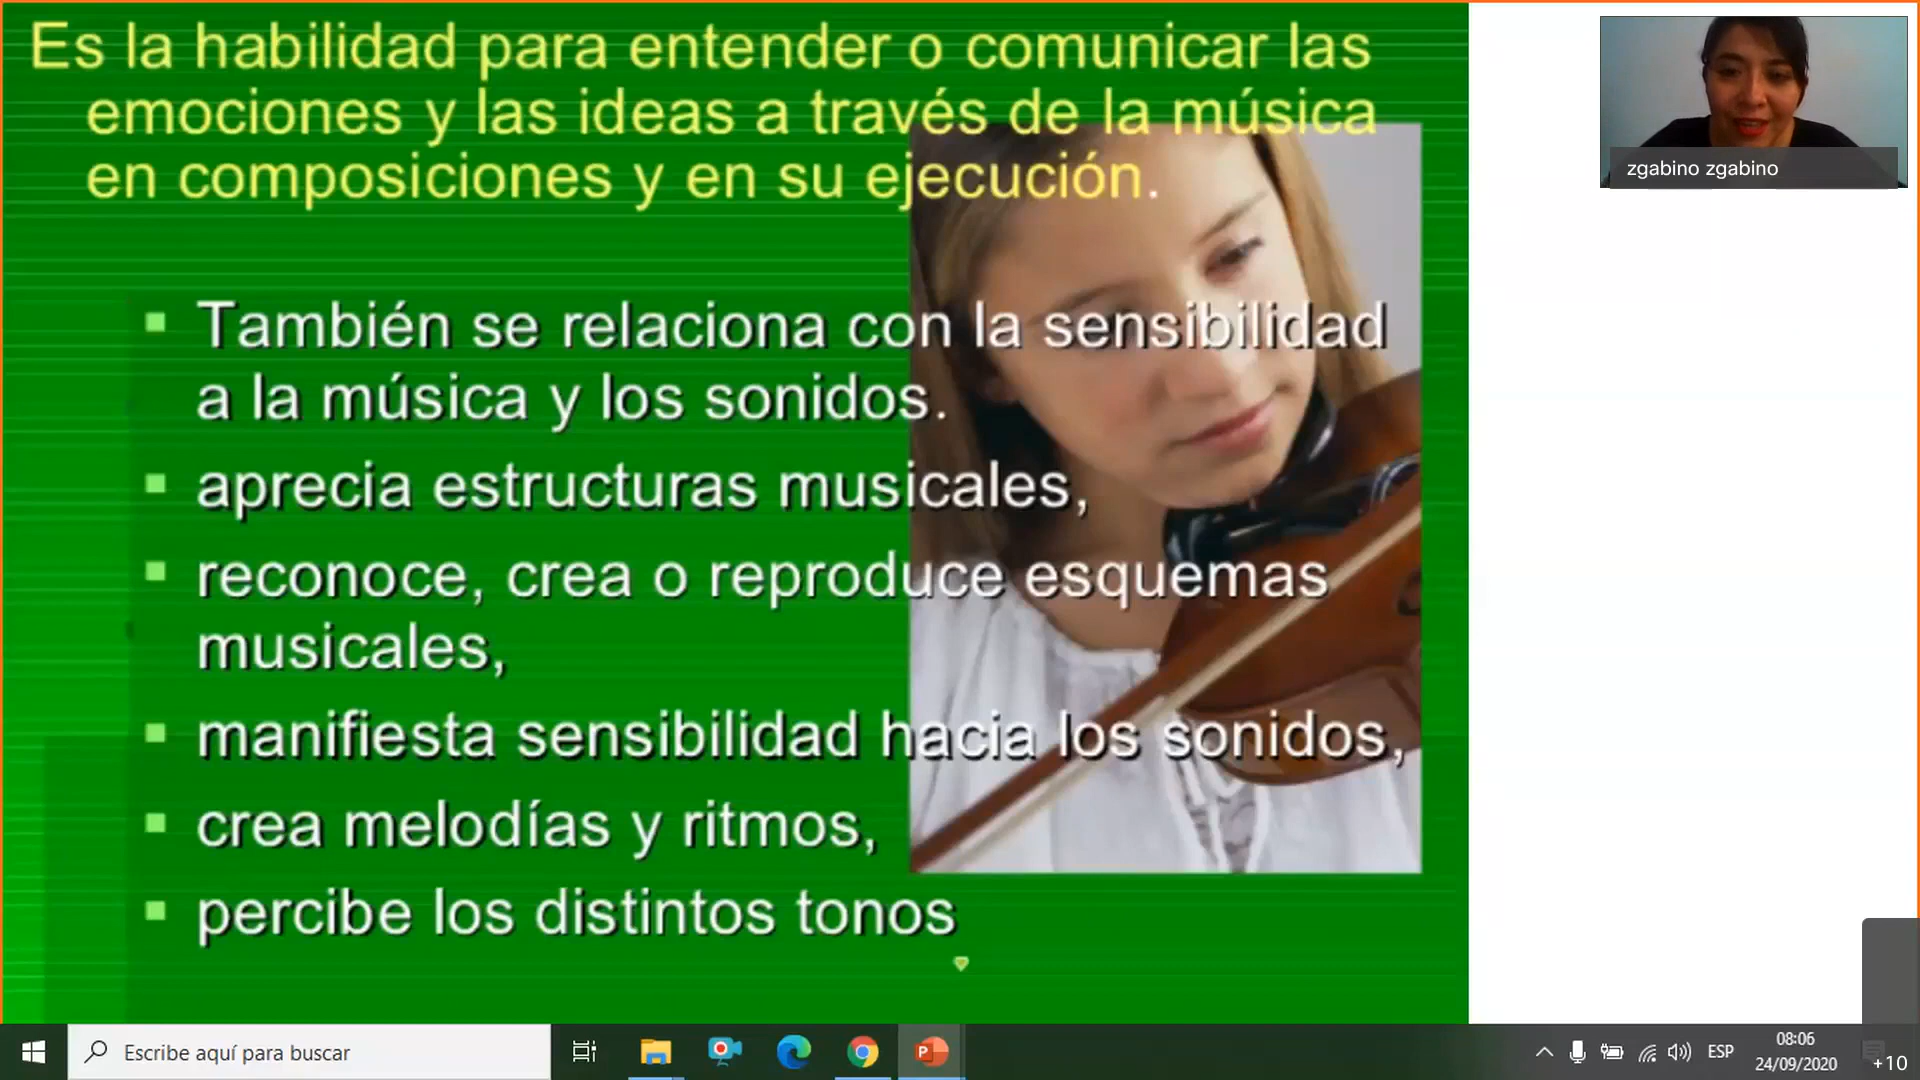 Es la habilidad para entender o comunicar las
emociones y las ideas a través de la música
en composiciones y en su ejecución.
También se relaciona con la sensibilidad
a la música y los sonidos.
aprecia estructuras musicales,
reconoce, crea o reproduce esquemas
musicales,
manifiesta sensibilidad hacia los sonidos,
crea melodías y ritmos,
percibe los distintos tonos
zgabino zgabino
Escribe aquí para buscar
P
ESP
08:06
24/09/2020
+10